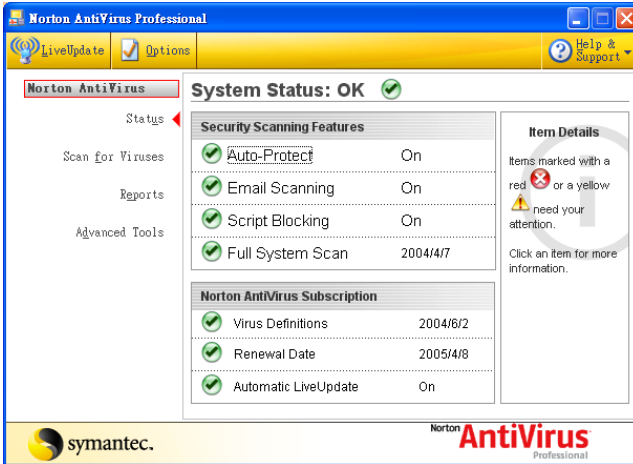 Norton AntiVirus Professional
LiveUpdate
Options
Help &
Support
Norton AntiVirus
Status
Scan for Viruses
Reports
Advanced Tools
System Status: OK
Security Scanning Features
Auto-Protect On
Email Scanning On
Script Blocking On
Full System Scan 2004/4/7
Norton AntiVirus Subscription
Virus Definitions 2004/6/2
Renewal Date 2005/4/8
Automatic LiveUpdate On
Item Details
Items marked with a
red or a yellow
need your
attention.
Click an item for more
information.
symantec.
Norton AntiVirus
Professional